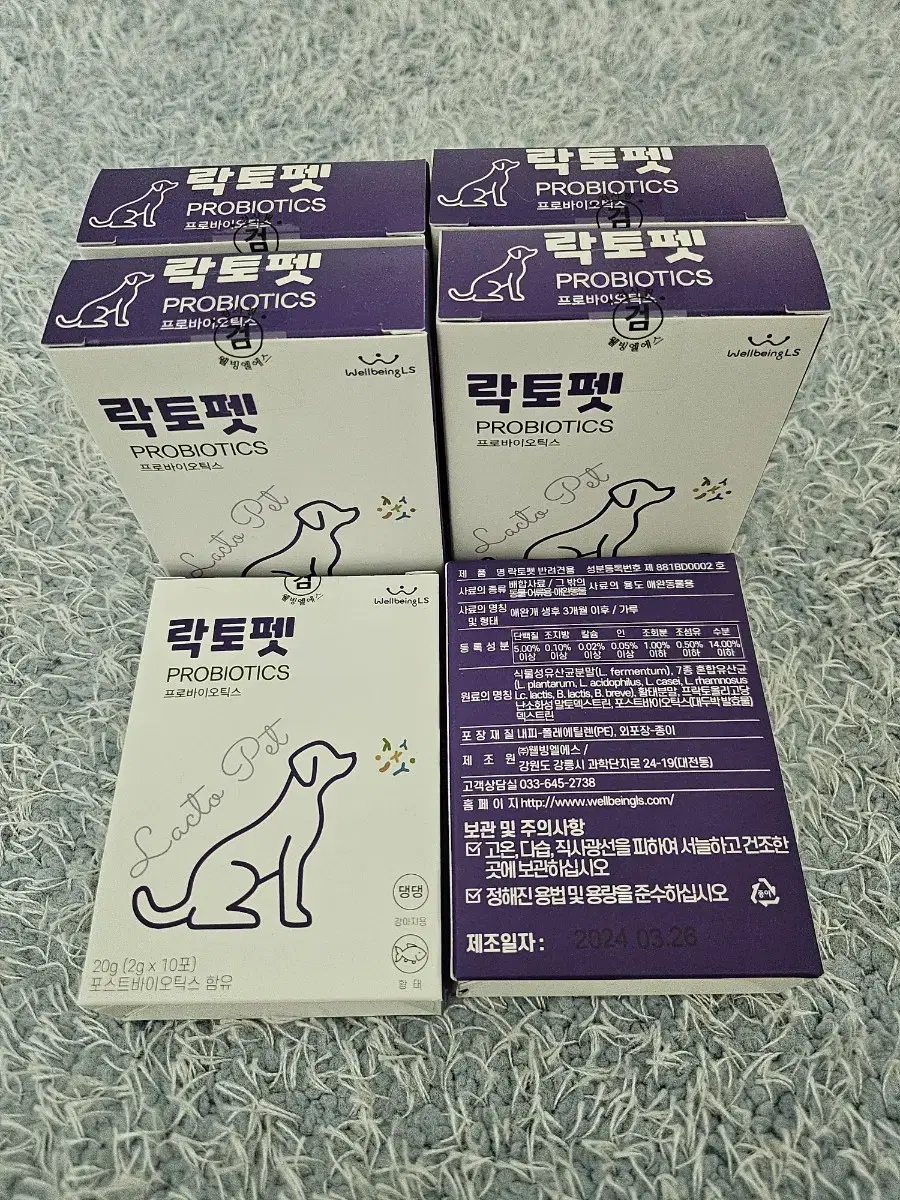 락토펫
PROBIOTICS
프로바이오틱스
검
락토펫
PROBIOTICS
프로바이오틱스
검
락토펫
PROBIOTICS
프로바이오틱스
검
웰빙엘에스
WellbeingLS
락토펫
PROBIOTICS
프로바이오틱스
Lacto Pet
락토펫
PROBIOTICS
프로바이오틱스
검
웰빙엘에스
WellbeingLS
락토펫
PROBIOTICS
프로바이오틱스
Lacto Pet
검
웰빙엘에스
WellbeingLS
락토펫
PROBIOTICS
프로바이오틱스
Lacto Pet
댕댕
강아지용
황태
20g (2g x 10포)
포스트바이오틱스 함유
제 품 명 락토펫 반려견용 성분등록번호 제 881BD0002 호
사료의 종류 배합사료 / 그 밖의 동물·어류용-애완동물 사료의 용도 애완동물용
사료의 명칭 및 형태 애완개 생후 3개월 이후 / 가루
등록성분 단백질 조지방 칼슘 인 조회분 조섬유 수분
5.00% 0.10% 0.02% 0.05% 1.00% 0.50% 14.00%
이상 이상 이상 이상 이하 이하 이하
식물성유산균분말(L. fermentum), 7종 혼합유산균
(L. plantarum, L. acidophilus, L. casei, L. rhamnosus
원료의 명칭 Lc. lactis, B. lactis, B. breve), 황태분말, 프락토올리고당
난소화성 말토덱스트린, 포스트바이오틱스(대두박 발효물)
덱스트린
포장재질 내피-폴레에틸렌(PE), 외포장-종이
제 조 원 ㈜웰빙엘에스 /
강원도 강릉시 과학단지로 24-19(대전동)
고객상담실 033-645-2738
홈페이지 http://www.wellbeingls.com/
보관 및 주의사항
고온, 다습, 직사광선을 피하여 서늘하고 건조한
곳에 보관하십시오
정해진 용법 및 용량을 준수하십시오
종이
제조일자 : 2024 03.26